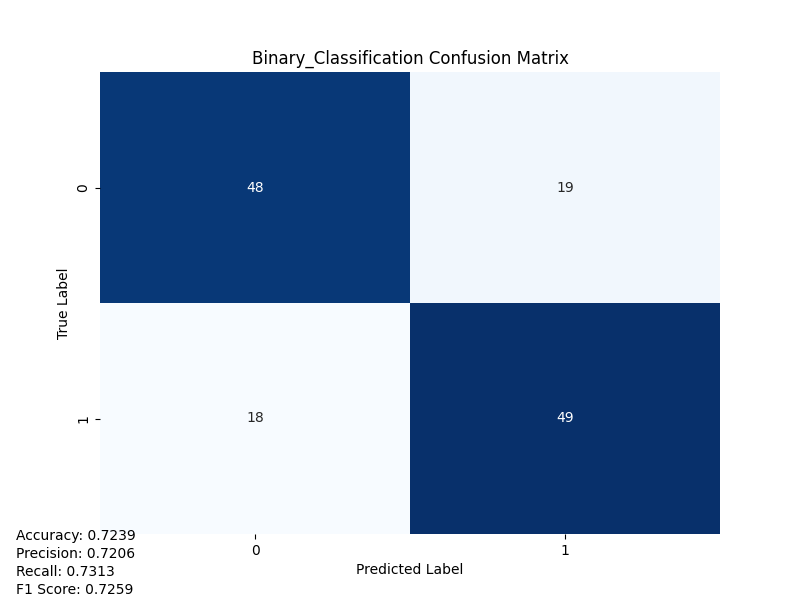 Binary_Classification Confusion Matrix
True Label
0
48
19
1
18
49
0
1
Predicted Label
Accuracy: 0.7239
Precision: 0.7206
Recall: 0.7313
F1 Score: 0.7259